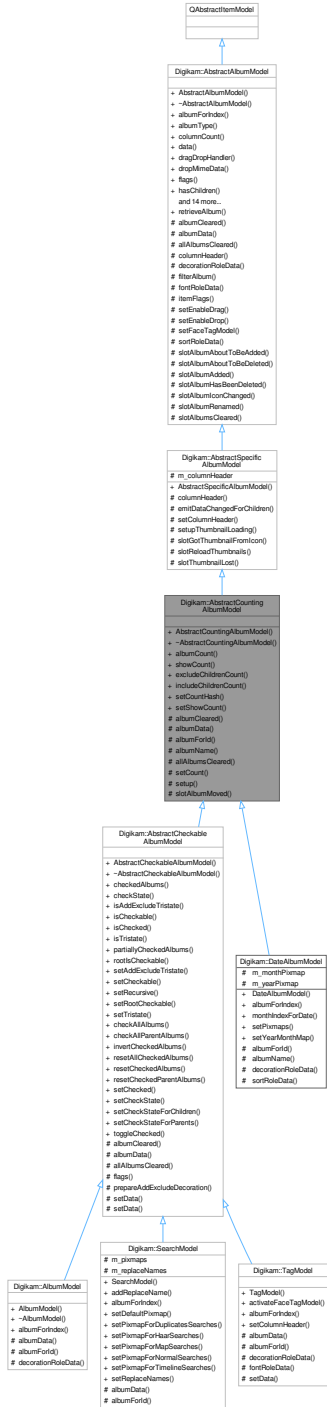 QAbstractItemModel
Digikam::AbstractAlbumModel
+ AbstractAlbumModel()
+ ~AbstractAlbumModel()
+ albumForIndex()
+ albumType()
+ columnCount()
+ data()
+ dragDropHandler()
+ dropMimeData()
+ flags()
+ hasChildren()
and 14 more...
+ retrieveAlbum()
# albumCleared()
# albumData()
# allAlbumsCleared()
# columnHeader()
# decorationRoleData()
# filterAlbum()
# fontRoleData()
# itemFlags()
# setEnableDrag()
# setEnableDrop()
# setFaceTagModel()
# sortRoleData()
# slotAlbumAboutToBeAdded()
# slotAlbumAboutToBeDeleted()
# slotAlbumAdded()
# slotAlbumHasBeenDeleted()
# slotAlbumIconChanged()
# slotAlbumRenamed()
# slotAlbumsCleared()
Digikam::AbstractSpecific
AlbumModel
# m_columnHeader
+ AbstractSpecificAlbumModel()
# columnHeader()
# emitDataChangedForChildren()
# setColumnHeader()
# setupThumbnailLoading()
# slotGotThumbnailFromIcon()
# slotReloadThumbnails()
# slotThumbnailLost()
Digikam::AbstractCounting
AlbumModel
+ AbstractCountingAlbumModel()
+ ~AbstractCountingAlbumModel()
+ albumCount()
+ showCount()
+ excludeChildrenCount()
+ includeChildrenCount()
+ setCountHash()
+ setShowCount()
# albumCleared()
# albumData()
# albumForId()
# albumName()
# allAlbumsCleared()
# setCount()
# setup()
# slotAlbumMoved()
Digikam::AbstractCheckable
AlbumModel
+ AbstractCheckableAlbumModel()
+ ~AbstractCheckableAlbumModel()
+ checkedAlbums()
+ checkState()
+ isAddExcludeTristate()
+ isCheckable()
+ isChecked()
+ isTristate()
+ partiallyCheckedAlbums()
+ rootIsCheckable()
+ setAddExcludeTristate()
+ setCheckable()
+ setRecursive()
+ setRootCheckable()
+ setTristate()
+ checkAllAlbums()
+ checkAllParentAlbums()
+ invertCheckedAlbums()
+ resetAllCheckedAlbums()
+ resetCheckedAlbums()
+ resetCheckedParentAlbums()
+ setChecked()
+ setCheckState()
+ setCheckStateForChildren()
+ setCheckStateForParents()
+ toggleChecked()
# albumCleared()
# albumData()
# allAlbumsCleared()
# flags()
# prepareAddExcludeDecoration()
# setData()
# setData()
Digikam::DateAlbumModel
# m_monthPixmap
# m_yearPixmap
+ DateAlbumModel()
+ albumForIndex()
+ monthIndexForDate()
+ setPixmaps()
+ setYearMonthMap()
# albumForId()
# albumName()
# decorationRoleData()
# sortRoleData()
Digikam::AlbumModel
+ AlbumModel()
+ ~AlbumModel()
+ albumForIndex()
# albumData()
# albumForId()
# decorationRoleData()
Digikam::SearchModel
# m_pixmaps
# m_replaceNames
+ SearchModel()
+ addReplaceName()
+ albumForIndex()
+ setDefaultPixmap()
+ setPixmapForDuplicatesSearches()
+ setPixmapForHaarSearches()
+ setPixmapForMapSearches()
+ setPixmapForNormalSearches()
+ setPixmapForTimelineSearches()
+ setReplaceNames()
# albumData()
# albumForId()
Digikam::TagModel
+ TagModel()
+ activateFaceTagModel()
+ albumForIndex()
+ setColumnHeader()
# albumData()
# albumForId()
# decorationRoleData()
# fontRoleData()
# setData()